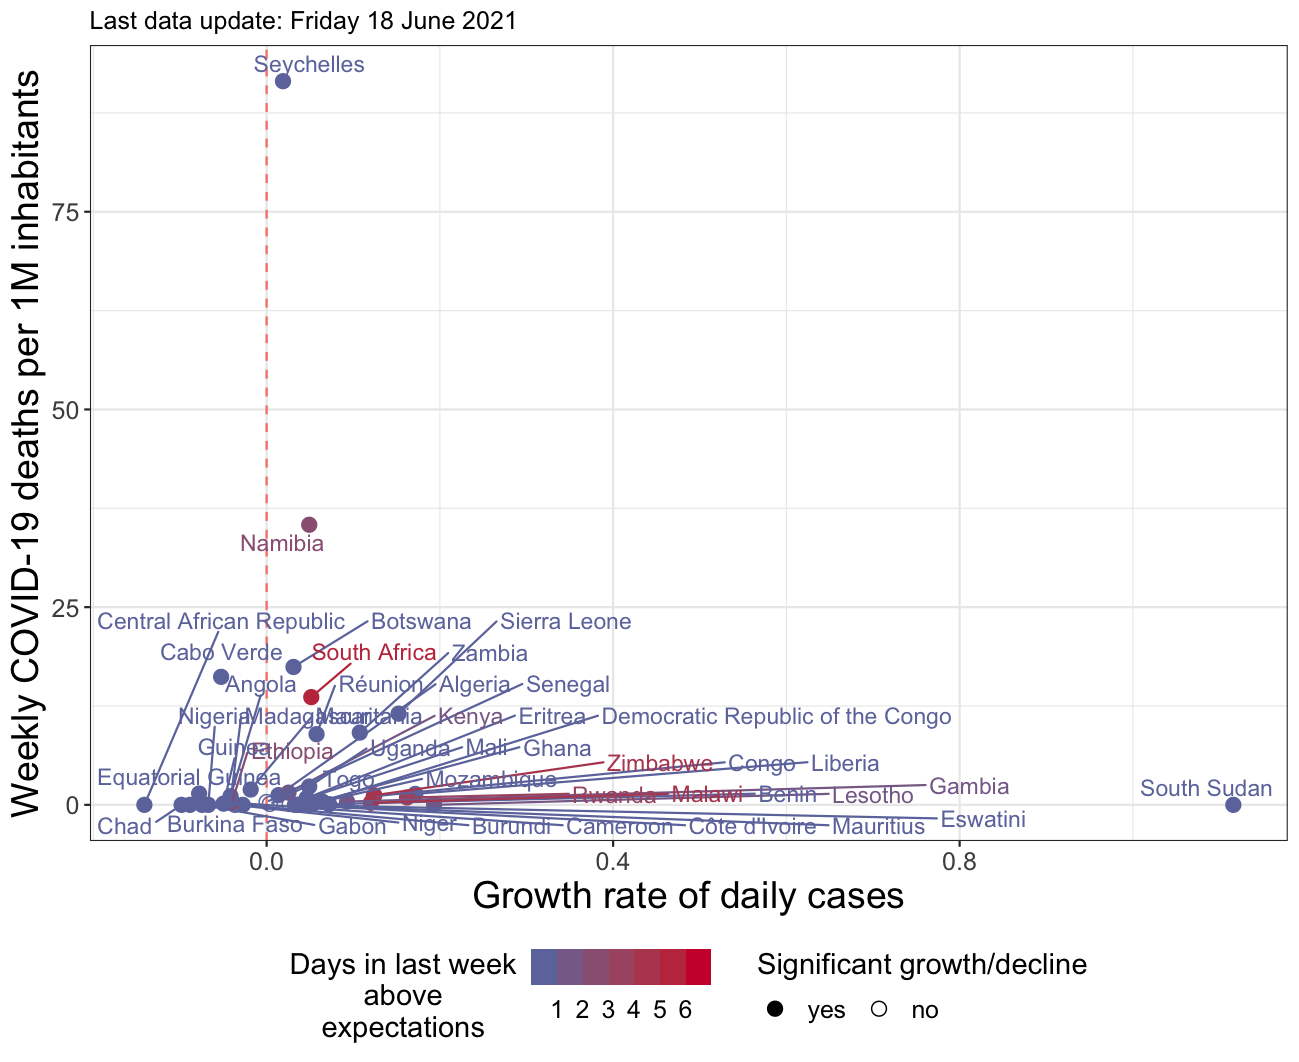 Last data update: Friday 18 June 2021
Weekly COVID-19 deaths per 1M inhabitants
Seychelles
75
50
Namibia
25
Central African Republic
Botswana
Sierra Leone
Cabo Verde
South Africa
Zambia
Angola
Réunion
Algeria
Senegal
Nigeria
Madagascar
Mauritania
Kenya
Eritrea
Democratic Republic of the Congo
Guinea
Ethiopia
Uganda
Mali
Ghana
Zimbabwe
Congo
Liberia
Equatorial Guinea
Togo
Mozambique
Rwanda
Malawi
Benin
Lesotho
Gambia
South Sudan
0
Chad
Burkina Faso
Gabon
Niger
Burundi
Cameroon
Côte d'Ivoire
Mauritius
Eswatini
0.0
0.4
0.8
Growth rate of daily cases
Days in last week
above
expectations
1 2 3 4 5 6
Significant growth/decline
yes
no